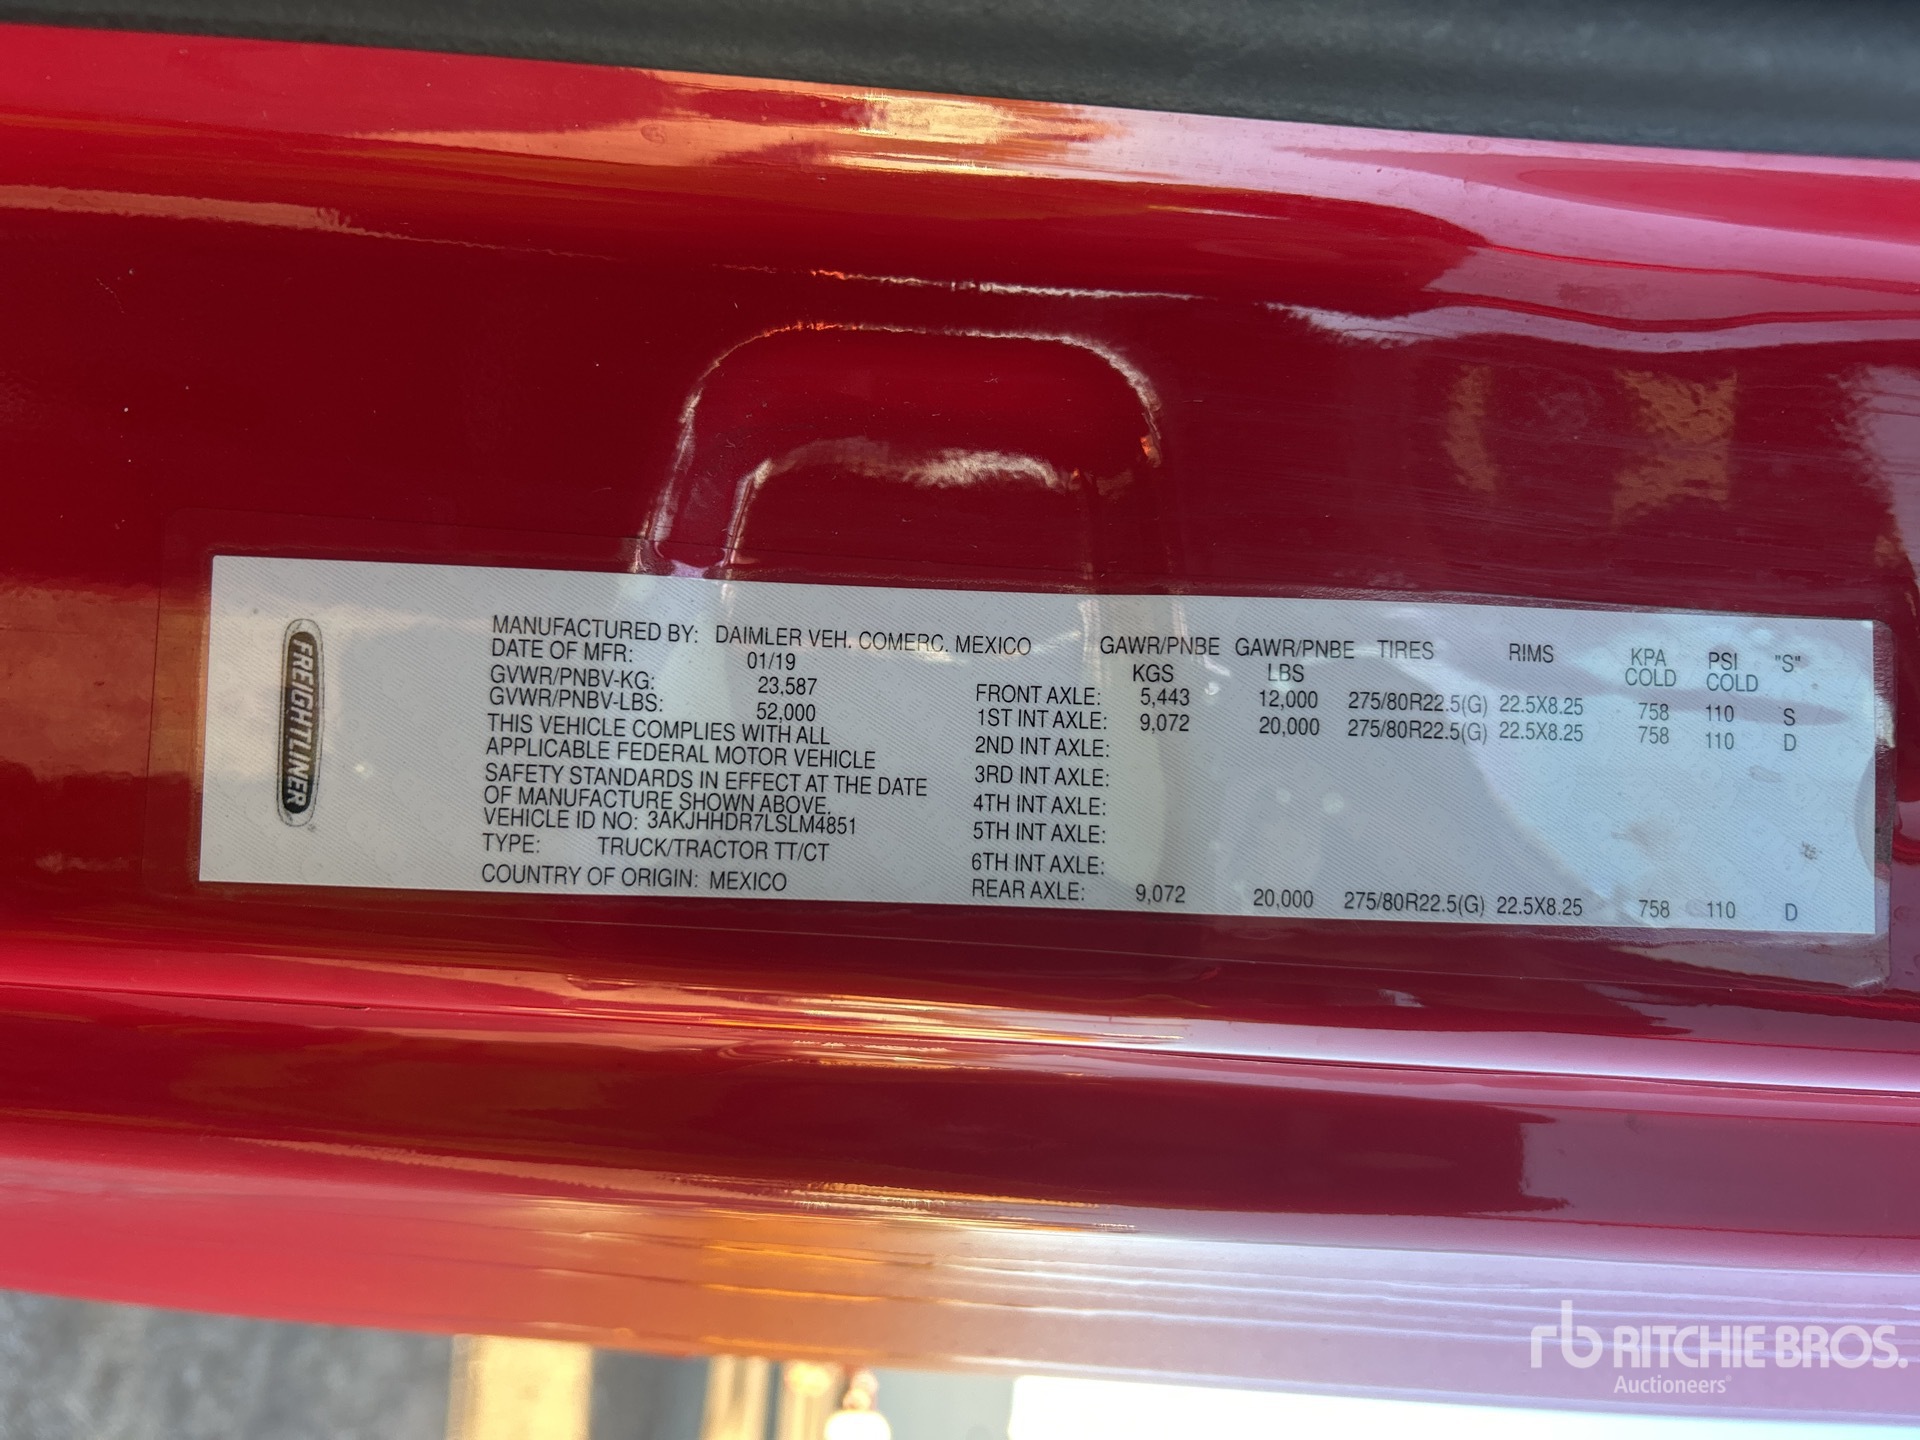 FREIGHTLINER
MANUFACTURED BY: DAIMLER VEH. COMERC. MEXICO
DATE OF MFR: 01/19
GVWR/PNBV-KG: 23,587
GVWR/PNBV-LBS: 52,000
THIS VEHICLE COMPLIES WITH ALL
APPLICABLE FEDERAL MOTOR VEHICLE
SAFETY STANDARDS IN EFFECT AT THE DATE
OF MANUFACTURE SHOWN ABOVE.
VEHICLE ID NO: 3AKJHHDR7LSLM4851
TYPE: TRUCK/TRACTOR TT/CT
COUNTRY OF ORIGIN: MEXICO
GAWR/PNBE KGS GAWR/PNBE LBS TIRES RIMS KPA COLD PSI COLD "S"
FRONT AXLE: 5,443 12,000 275/80R22.5(G) 22.5X8.25 758 110 S
1ST INT AXLE: 9,072 20,000 275/80R22.5(G) 22.5X8.25 758 110 D
2ND INT AXLE:
3RD INT AXLE:
4TH INT AXLE:
5TH INT AXLE:
6TH INT AXLE:
REAR AXLE: 9,072 20,000 275/80R22.5(G) 22.5X8.25 758 110 D
rb RITCHIE BROS.
Auctioneers